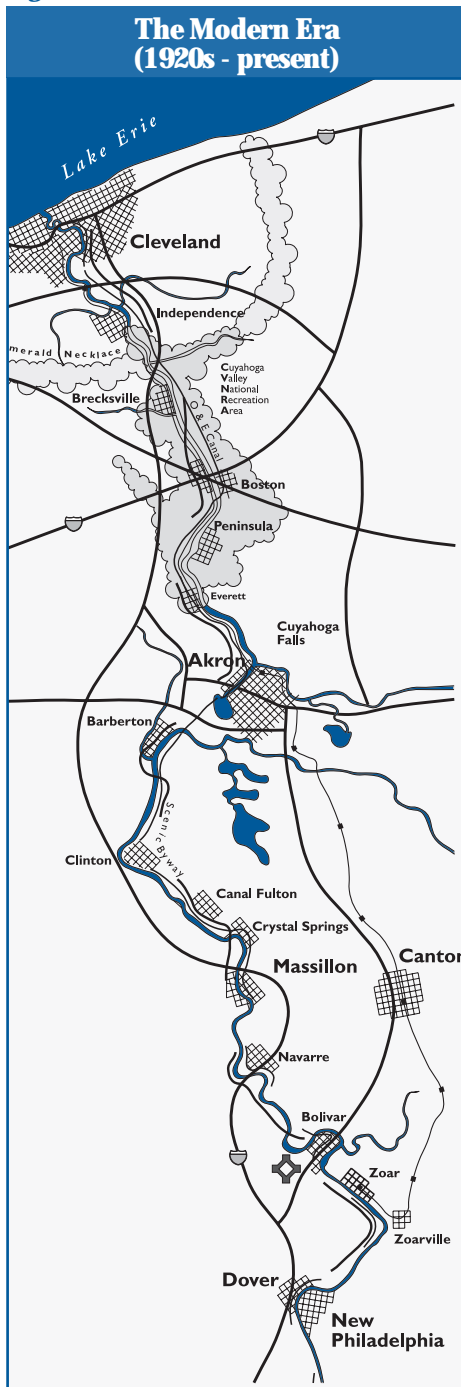 The Modern Era
(1920s - present)
Lake Erie
Cleveland
Independence
merald Necklace
Cuyahoga
Valley
National
Recreation
Area
Brecksville
O & E Canal
Boston
Peninsula
Everett
Cuyahoga
Falls
Akron
Barberton
Scenic Byway
Clinton
Canal Fulton
Crystal Springs
Canton
Massillon
Navarre
Bolivar
Zoar
Zoarville
Dover
New
Philadelphia